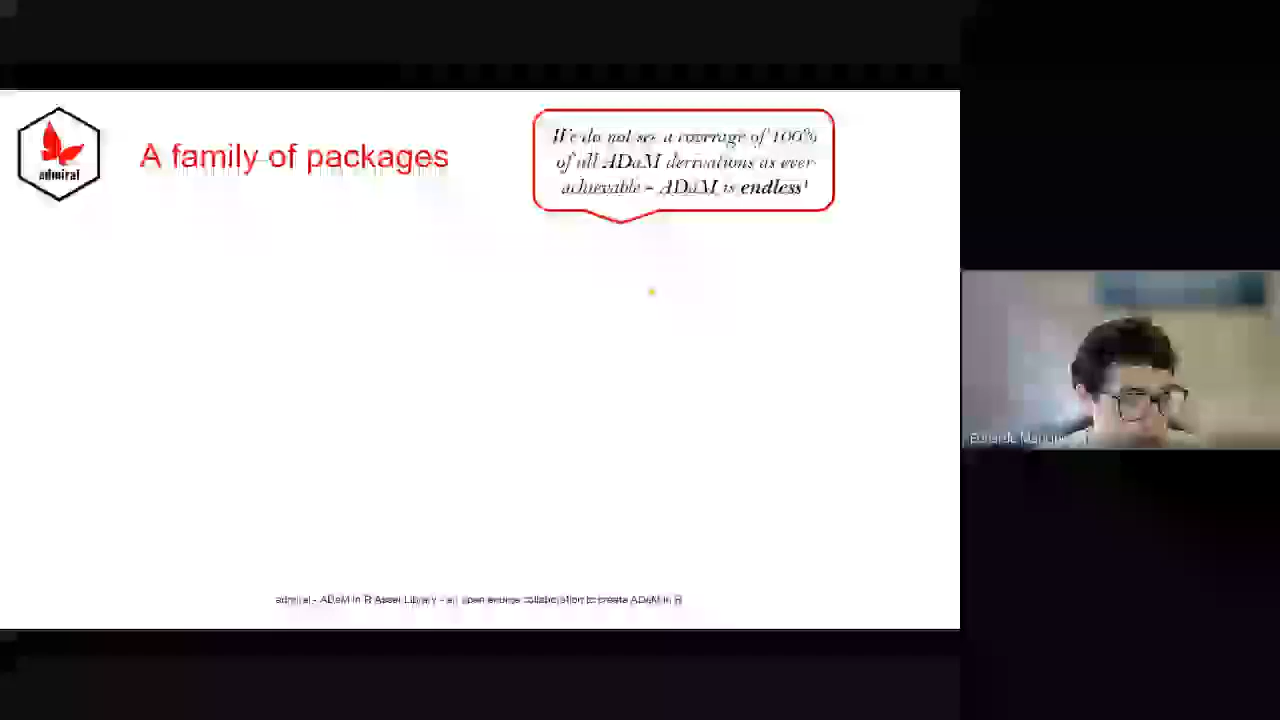 admiral
A family of packages
We do not see a coverage of 100%
of all ADaM derivations as ever
achievable – ADaM is endless!
admiral - ADaM in R Asset Library - an open source collaboration to create ADaM in R